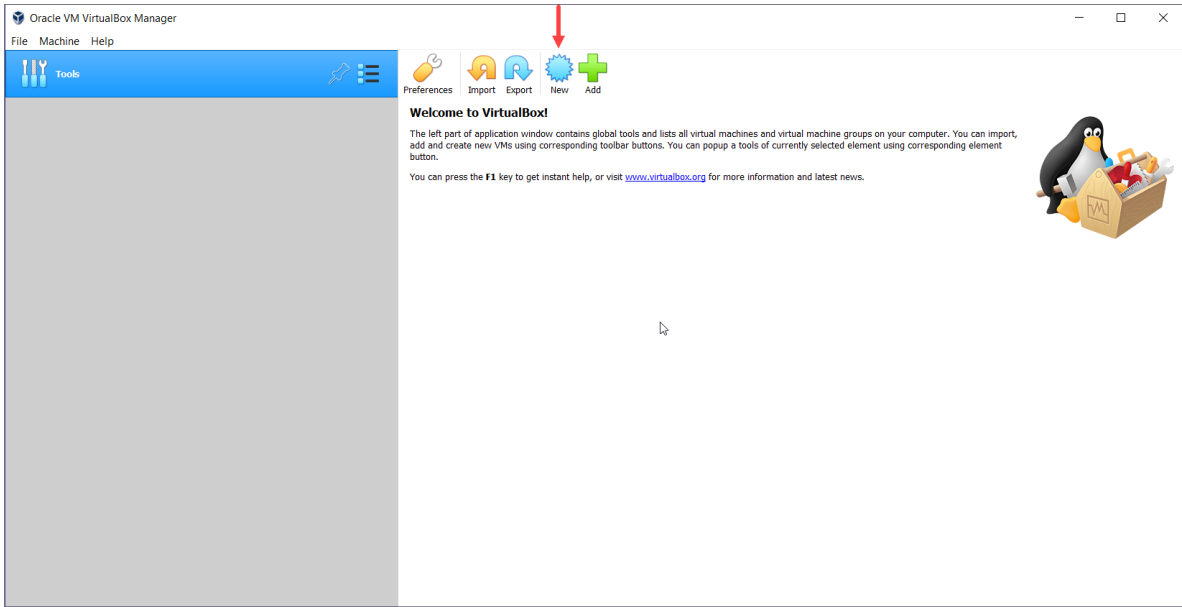 Oracle VM VirtualBox Manager
File Machine Help
Tools
Preferences Import Export New Add
Welcome to VirtualBox!
The left part of application window contains global tools and lists all virtual machines and virtual machine groups on your computer. You can import,
add and create new VMs using corresponding toolbar buttons. You can popup a tools of currently selected element using corresponding element
button.
You can press the F1 key to get instant help, or visit www.virtualbox.org for more information and latest news.